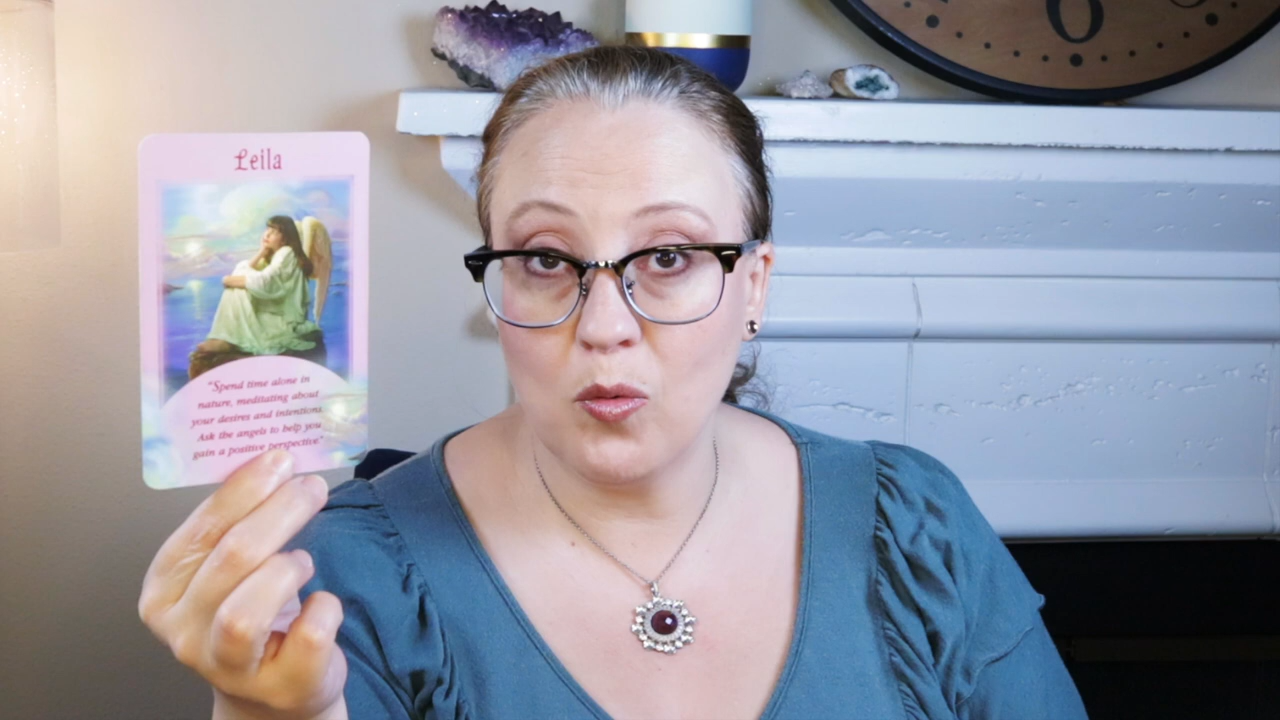 Leila
"Spend time alone in
nature, meditating about
your desires and intentions.
Ask the angels to help you
gain a positive perspective."
6